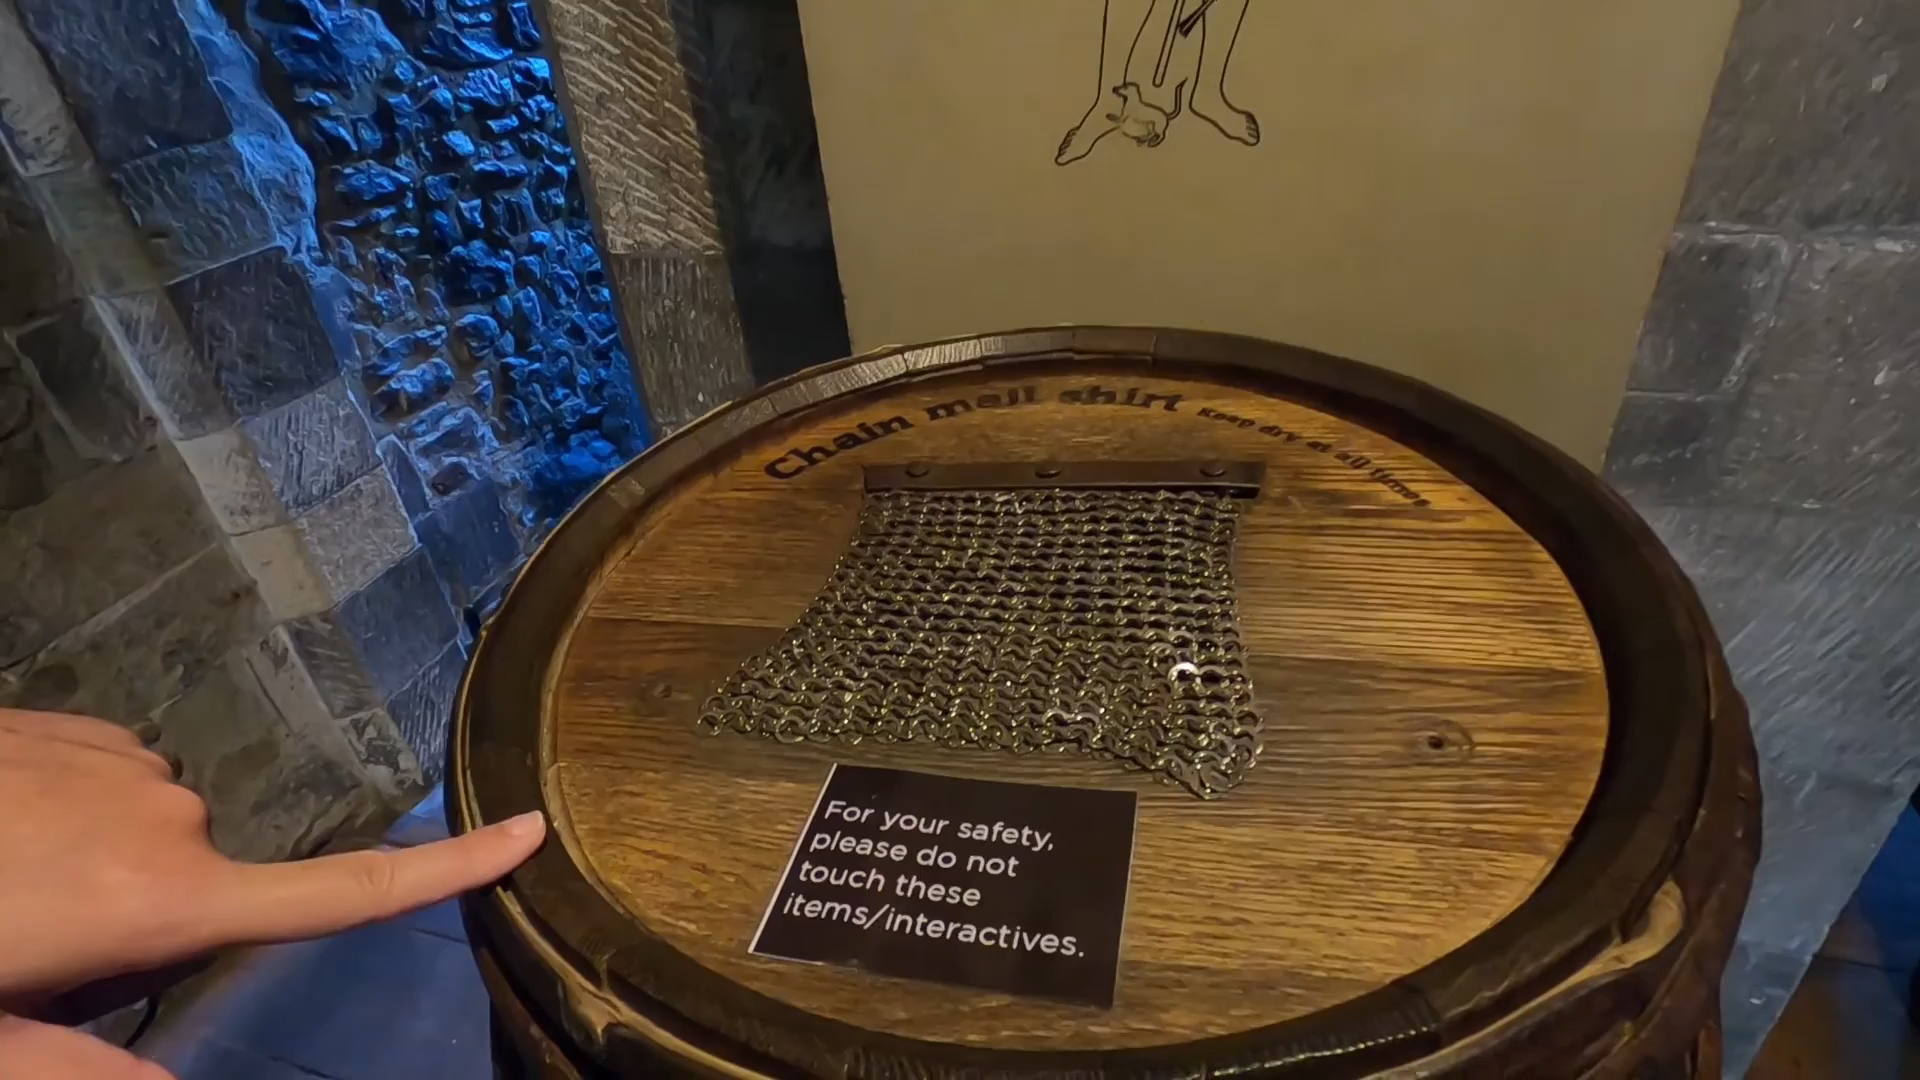 Chain mail shirt Keep dry at all times
For your safety,
please do not
touch these
items/interactives.